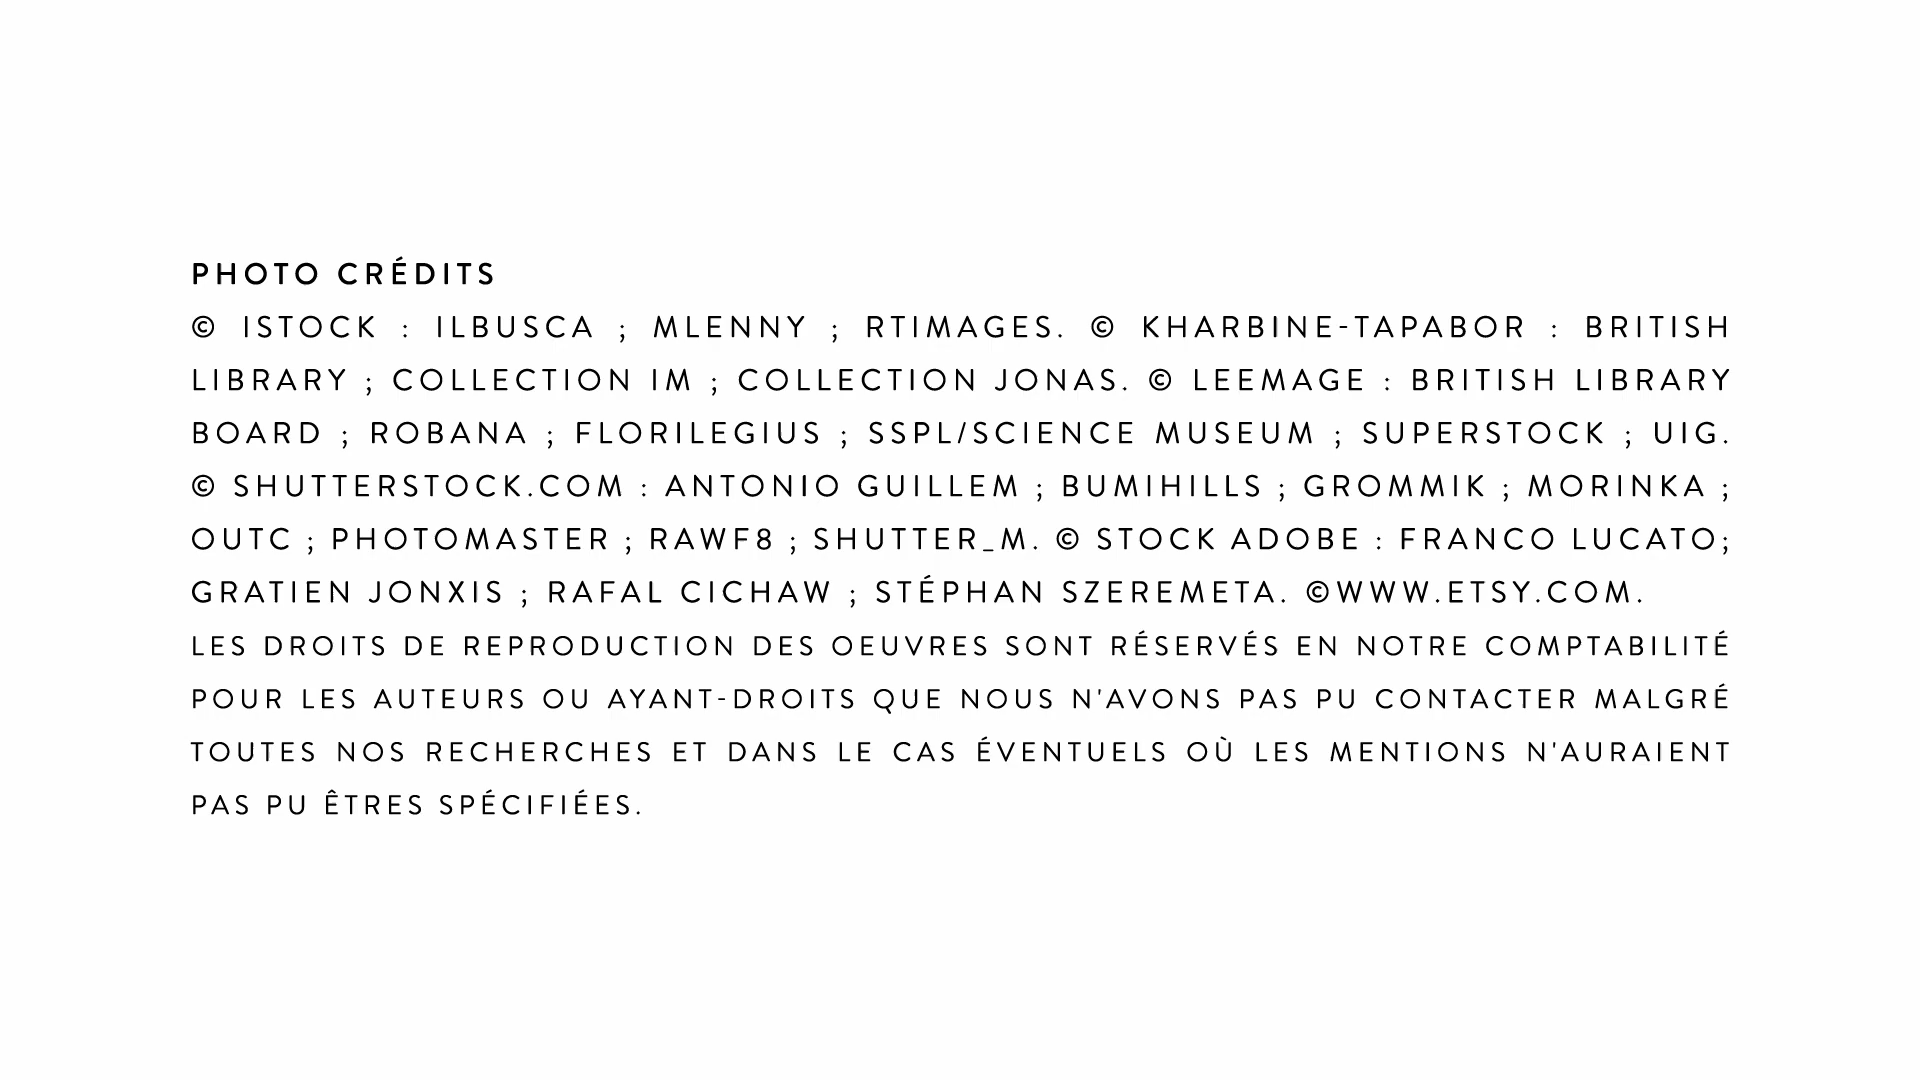 PHOTO CRÉDITS
© ISTOCK : ILBUSCA ; MLENNY ; RTIMAGES. © KHARBINE-TAPABOR : BRITISH
LIBRARY ; COLLECTION IM ; COLLECTION JONAS. © LEEMAGE : BRITISH LIBRARY
BOARD ; ROBANA ; FLORILEGIUS ; SSPL/SCIENCE MUSEUM ; SUPERSTOCK ; UIG.
© SHUTTERSTOCK.COM : ANTONIO GUILLEM ; BUMIHILLS ; GROMMIK ; MORINKA ;
OUTC ; PHOTOMASTER ; RAWF8 ; SHUTTER_M. © STOCK ADOBE : FRANCO LUCATO;
GRATIEN JONXIS ; RAFAL CICHAW ; STÉPHAN SZEREMETA. ©WWW.ETSY.COM.
LES DROITS DE REPRODUCTION DES OEUVRES SONT RÉSERVÉS EN NOTRE COMPTABILITÉ
POUR LES AUTEURS OU AYANT-DROITS QUE NOUS N'AVONS PAS PU CONTACTER MALGRÉ
TOUTES NOS RECHERCHES ET DANS LE CAS ÉVENTUELS OÙ LES MENTIONS N'AURAIENT
PAS PU ÊTRES SPÉCIFIÉES.